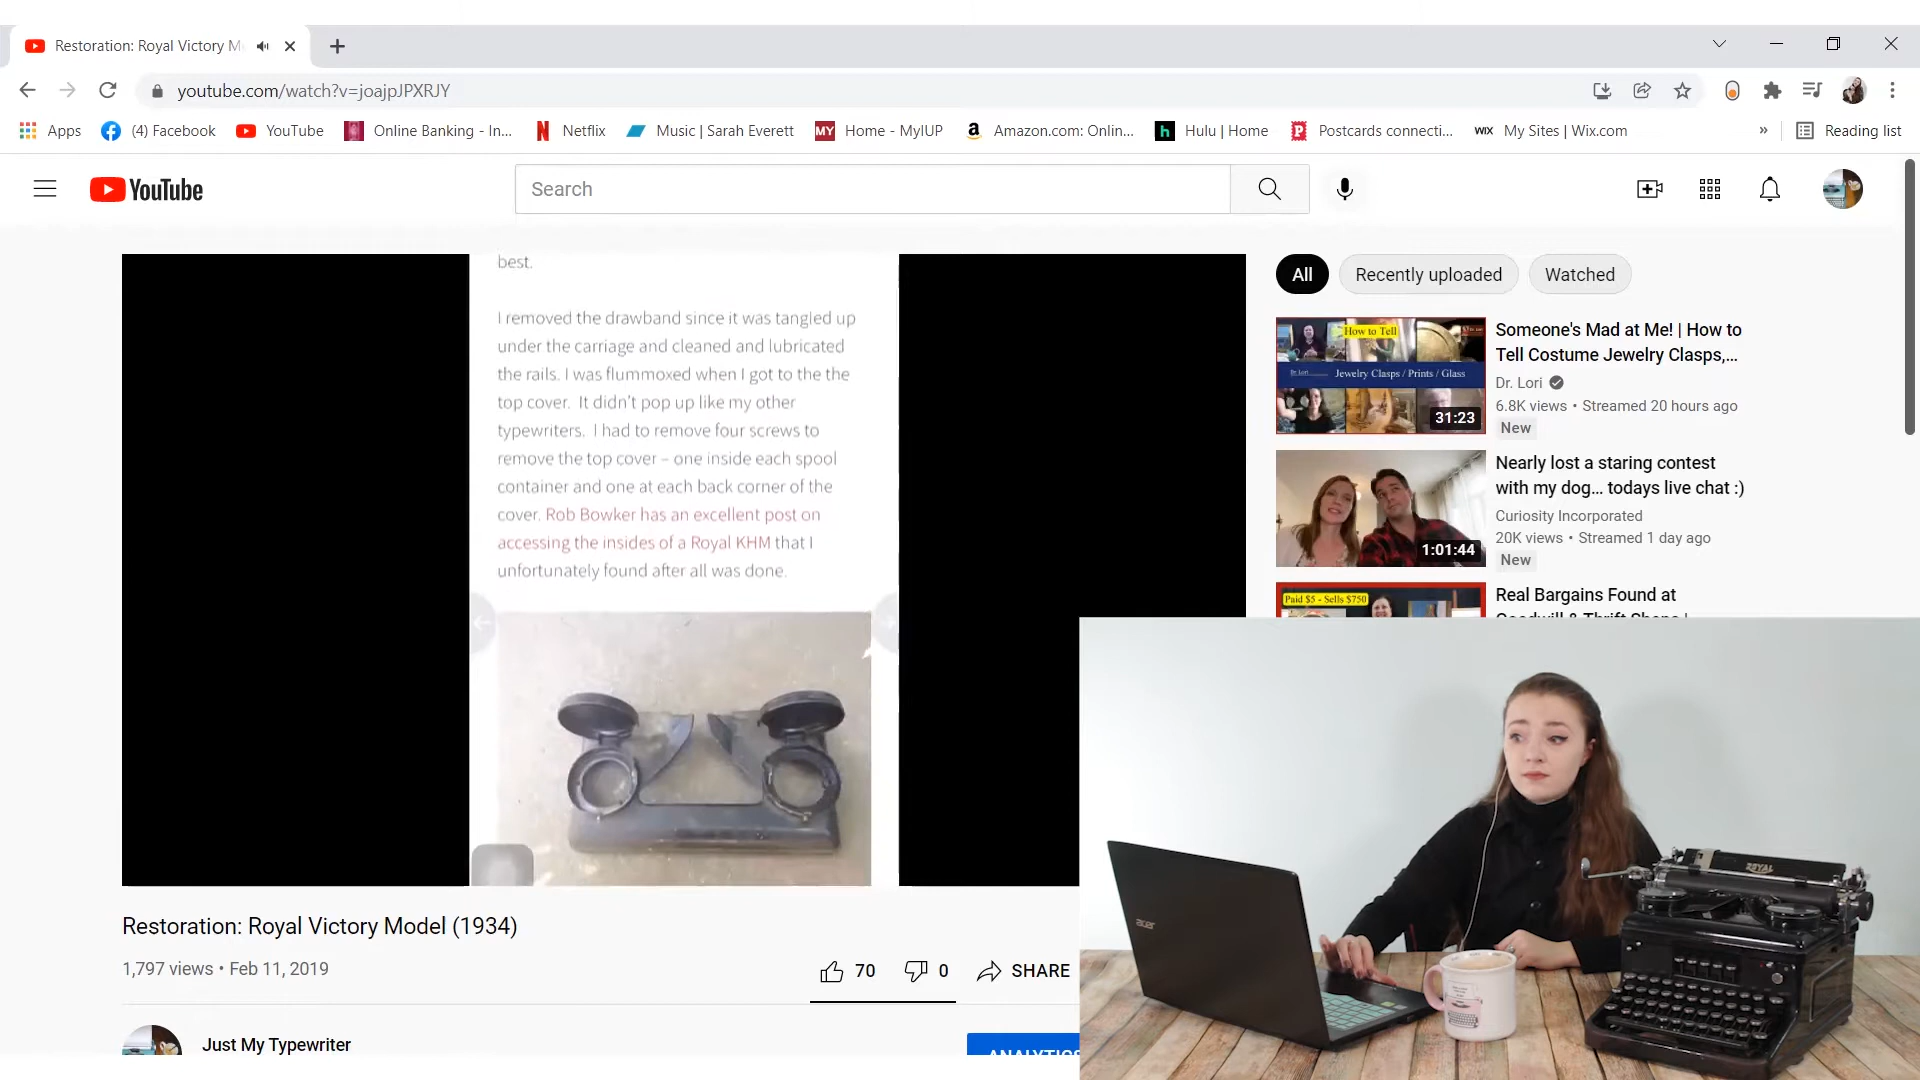 Restoration: Royal Victory M
youtube.com/watch?v=joajpJPXRJY
Apps
(4) Facebook
YouTube
Online Banking - In...
Netflix
Music | Sarah Everett
MY
Home - MyIUP
Amazon.com: Onlin...
Hulu | Home
Postcards connecti...
WIX
My Sites | Wix.com
Reading list
YouTube
Search
best.
I removed the drawband since it was tangled up
under the carriage and cleaned and lubricated
the rails. I was flummoxed when I got to the the
top cover. It didn't pop up like my other
typewriters. I had to remove four screws to
remove the top cover – one inside each spool
container and one at each back corner of the
cover. Rob Bowker has an excellent post on
accessing the insides of a Royal KHM that I
unfortunately found after all was done.
Restoration: Royal Victory Model (1934)
1,797 views • Feb 11, 2019
70
0
SHARE
Just My Typewriter
ANALYTICS
All
Recently uploaded
Watched
How to Tell
Dr. Lori
Jewelry Clasps / Prints / Glass
31:23
Someone's Mad at Me! | How to
Tell Costume Jewelry Clasps,...
Dr. Lori
6.8K views • Streamed 20 hours ago
New
1:01:44
Nearly lost a staring contest
with my dog... todays live chat :)
Curiosity Incorporated
20K views • Streamed 1 day ago
New
Paid $5 - Sells $750
Real Bargains Found at
Goodwill & Thrift Shops |
acer
ROYAL